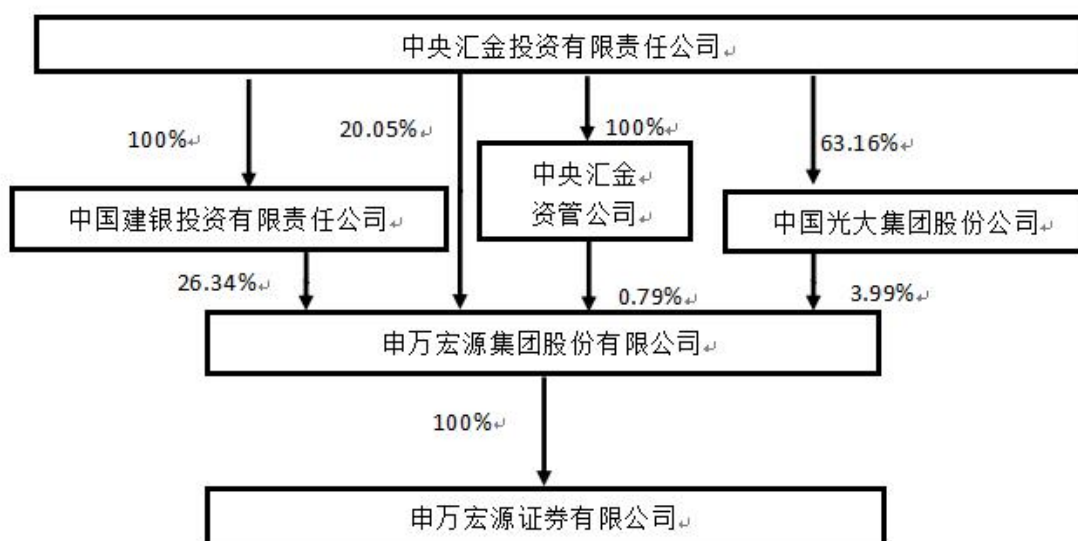 中央汇金投资有限责任公司
100%
20.05%
100%
63.16%
中央汇金
资管公司
中国建银投资有限责任公司
中国光大集团股份公司
26.34%
0.79%
3.99%
申万宏源集团股份有限公司
100%
申万宏源证券有限公司